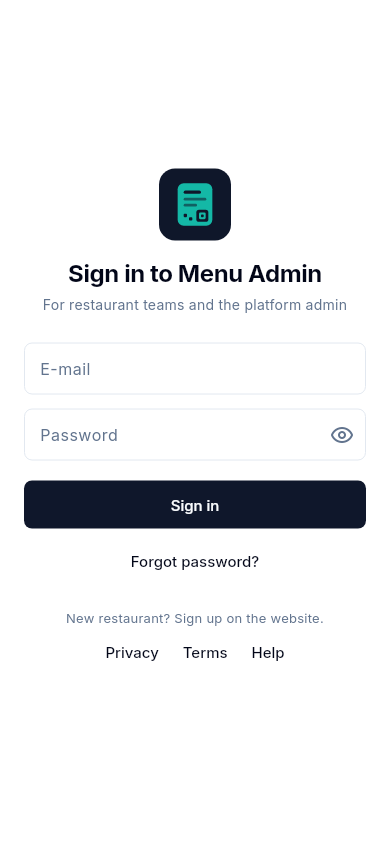 Sign in to Menu Admin
For restaurant teams and the platform admin
E-mail
Password
Sign in
Forgot password?
New restaurant? Sign up on the website.
Privacy Terms Help